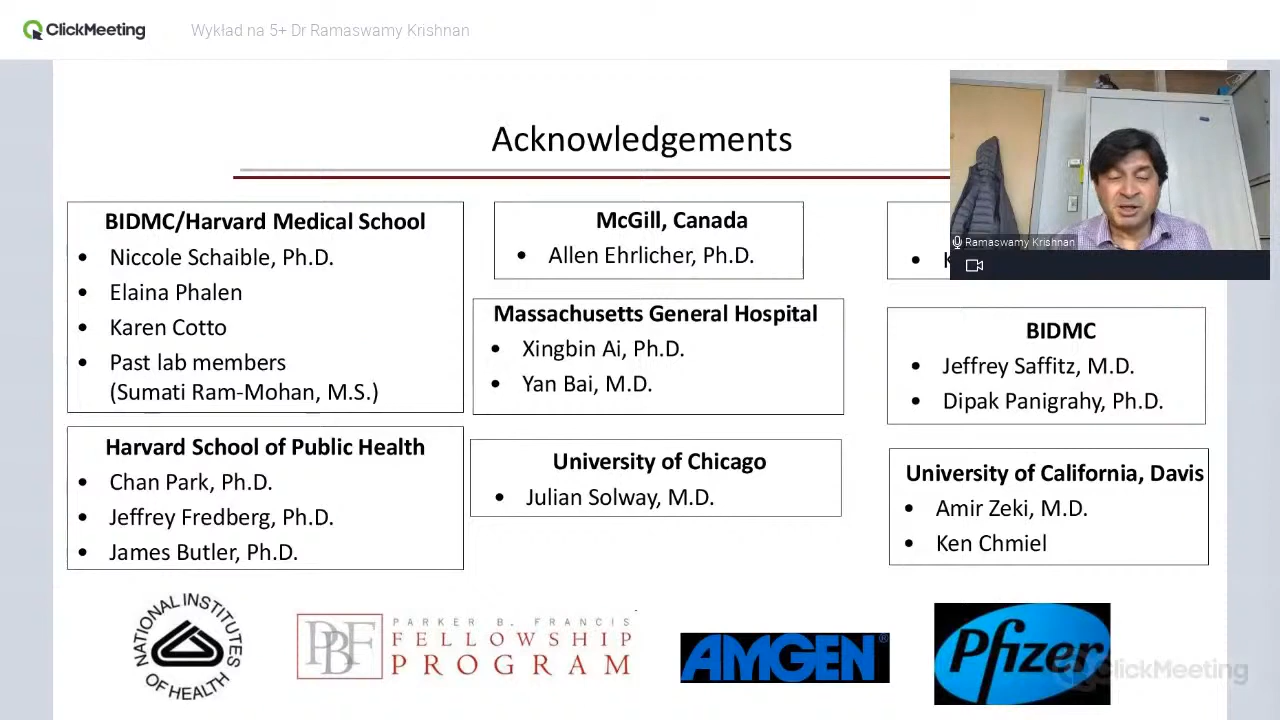 ClickMeeting
Wykład na 5+ Dr Ramaswamy Krishnan
Acknowledgements
BIDMC/Harvard Medical School
• Niccole Schaible, Ph.D.
• Elaina Phalen
• Karen Cotto
• Past lab members
(Sumati Ram-Mohan, M.S.)
Harvard School of Public Health
• Chan Park, Ph.D.
• Jeffrey Fredberg, Ph.D.
• James Butler, Ph.D.
McGill, Canada
• Allen Ehrlicher, Ph.D.
Massachusetts General Hospital
• Xingbin Ai, Ph.D.
• Yan Bai, M.D.
University of Chicago
• Julian Solway, M.D.
Ramaswamy Krishnan
BIDMC
• Jeffrey Saffitz, M.D.
• Dipak Panigrahy, Ph.D.
University of California, Davis
• Amir Zeki, M.D.
• Ken Chmiel
NATIONAL INSTITUTES
OF HEALTH
PBF
PARKER B. FRANCIS
FELLOWSHIP
PROGRAM
AMGEN®
Pfizer
ClickMeeting